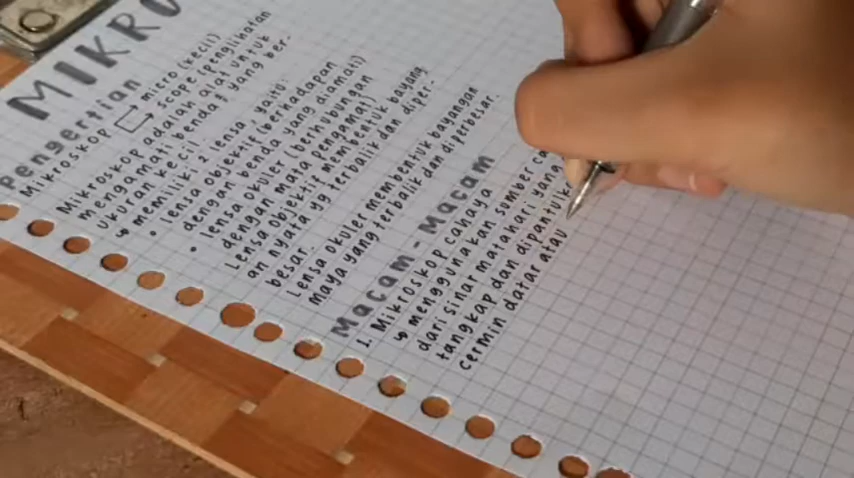 MIKRO
Pengertian
Mikroskop → micro (kecil)
→ scope (penglihatan
Mikroskop adalah alat untuk
mengamati benda² yang ber-
ukuran kecil.
↳ memiliki 2 lensa, yaitu:
• lensa objektif (berhadapan
dengan benda yang diamati)
• lensa okuler (berhubungan
dengan mata pengamat)
Lensa objektif membentuk bayang
an nyata yg terbalik dan diper-
besar.
Lensa okuler membentuk bayangan
maya yang terbalik dan diperbesar.
Macam - Macam
1. Mikroskop cahaya
↳ menggunakan sumber ca
dari sinar matahari yang
tangkap dan dipantul
cermin datar atau